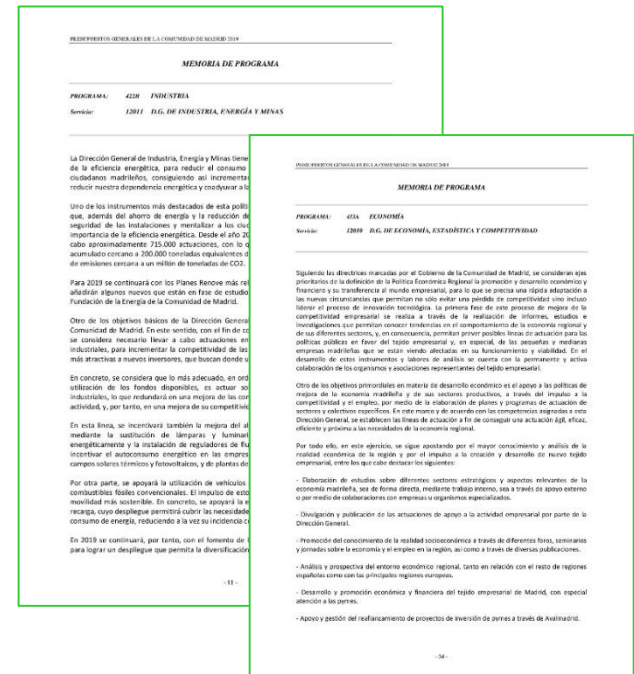 PRESUPUESTOS GENERALES DE LA COMUNIDAD DE MADRID 2019
MEMORIA DE PROGRAMA
PROGRAMA: 422B INDUSTRIA
Servicio: 12011 D.G. DE INDUSTRIA, ENERGÍA Y MINAS
La Dirección General de Industria, Energía y Minas tiene
de la eficiencia energética, para reducir el consumo
ciudadanos madrileños, consiguiendo así incrementar
reducir nuestra dependencia energética y coadyuvar a la
Uno de los instrumentos más destacados de esta políti
que, además del ahorro de energía y la reducción de
seguridad de las instalaciones y mentalizar a los ciud
importancia de la eficiencia energética. Desde el año 20
cabo aproximadamente 715.000 actuaciones, con lo q
acumulado cercano a 200.000 toneladas equivalentes d
de emisiones cercano a un millón de toneladas de CO2.
Para 2019 se continuará con los Planes Renove más rel
añadirán algunos nuevos que están en fase de estudio
Fundación de la Energía de la Comunidad de Madrid.
Otro de los objetivos básicos de la Dirección General
Comunidad de Madrid. En este sentido, con el fin de co
se considera necesario llevar a cabo actuaciones en
industriales, para incrementar la competitividad de las
más atractivas a nuevos inversores, que buscan donde u
En concreto, se considera que lo más adecuado, en ord
utilización de los fondos disponibles, es actuar so
industriales, lo que redundará en una mejora de las con
actividad, y, por tanto, en una mejora de su competitivid
En esta línea, se incentivará también la mejora del al
mediante la sustitución de lámparas y luminari
energéticamente y la instalación de reguladores de flu
incentivar el autoconsumo energético en las empres
campos solares térmicos y fotovoltaicos, y de plantas de
Por otra parte, se apoyará la utilización de vehículos
combustibles fósiles convencionales. El impulso de esto
movilidad más sostenible. En concreto, se apoyará la e
recarga, cuyo despliegue permitirá cubrir las necesidade
consumo de energía, reduciendo a la vez su incidencia c
En 2019 se continuará, por tanto, con el fomento de l
para lograr un despliegue que permita la diversificación
- 11 -
PRESUPUESTOS GENERALES DE LA COMUNIDAD DE MADRID 2019
MEMORIA DE PROGRAMA
PROGRAMA: 433A ECONOMÍA
Servicio: 12010 D.G. DE ECONOMÍA, ESTADÍSTICA Y COMPETITIVIDAD
Siguiendo las directrices marcadas por el Gobierno de la Comunidad de Madrid, se consideran ejes
prioritarios de la definición de la Política Económica Regional la promoción y desarrollo económico y
financiero y su transferencia al mundo empresarial, para lo que se precisa una rápida adaptación a
las nuevas circunstancias que permitan no sólo evitar una pérdida de competitividad sino incluso
liderar el proceso de innovación tecnológica. La primera fase de este proceso de mejora de la
competitividad empresarial se realiza a través de la realización de informes, estudios e
investigaciones que permitan conocer tendencias en el comportamiento de la economía regional y
de sus diferentes sectores, y, en consecuencia, permitan prever posibles líneas de actuación para las
políticas públicas en favor del tejido empresarial y, en especial, de las pequeñas y medianas
empresas madrileñas que se están viendo afectadas en su funcionamiento y viabilidad. En el
desarrollo de estos instrumentos y labores de análisis se cuenta con la permanente y activa
colaboración de los organismos y asociaciones representantes del tejido empresarial.
Otro de los objetivos primordiales en materia de desarrollo económico es el apoyo a las políticas de
mejora de la economía madrileña y de sus sectores productivos, a través del impulso a la
competitividad y el empleo, por medio de la elaboración de planes y programas de actuación de
sectores y colectivos específicos. En este marco y de acuerdo con las competencias asignadas a esta
Dirección General, se establecen las líneas de actuación a fin de conseguir una actuación ágil, eficaz,
eficiente y próxima a las necesidades de la economía regional.
Por todo ello, en este ejercicio, se sigue apostando por el mayor conocimiento y análisis de la
realidad económica de la región y por el impulso a la creación y desarrollo de nuevo tejido
empresarial, entre los que cabe destacar los siguientes:
- Elaboración de estudios sobre diferentes sectores estratégicos y aspectos relevantes de la
economía madrileña, sea de forma directa, mediante trabajo interno, sea a través de apoyo externo
o por medio de colaboraciones con empresas u organismos especializados.
- Divulgación y publicación de las actuaciones de apoyo a la actividad empresarial por parte de la
Dirección General.
- Promoción del conocimiento de la realidad socioeconómica a través de diferentes foros, seminarios
y jornadas sobre la economía y el empleo en la región, así como a través de diversas publicaciones.
- Análisis y prospectiva del entorno económico regional, tanto en relación con el resto de regiones
españolas como con las principales regiones europeas.
- Desarrollo y promoción económica y financiera del tejido empresarial de Madrid, con especial
atención a las pymes.
- Apoyo y gestión del reafianzamiento de proyectos de inversión de pymes a través de Avalmadrid.
- 34 -